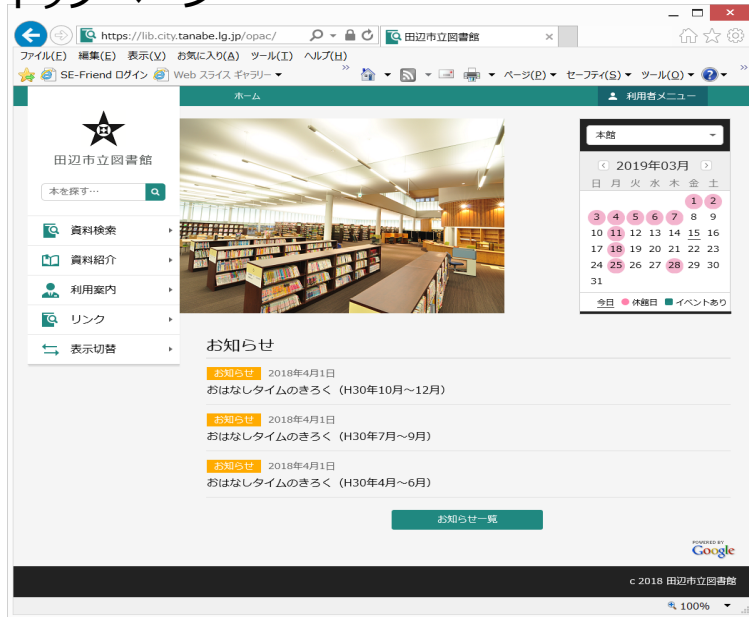 トップページ
https://lib.city.tanabe.lg.jp/opac/
田辺市立図書館
ファイル(F) 編集(E) 表示(V) お気に入り(A) ツール(T) ヘルプ(H)
SE-Friend ログイン Web スライス ギャラリー ページ(P) セーフティ(S) ツール(O)
ホーム
利用者メニュー
田辺市立図書館
本を探す…
資料検索
資料紹介
利用案内
リンク
表示切替
本館
2019年03月
日 月 火 水 木 金 土
1 2
3 4 5 6 7 8 9
10 11 12 13 14 15 16
17 18 19 20 21 22 23
24 25 26 27 28 29 30
31
今日 休館日 イベントあり
お知らせ
お知らせ 2018年4月1日
おはなしタイムのきろく（H30年10月～12月）
お知らせ 2018年4月1日
おはなしタイムのきろく（H30年7月～9月）
お知らせ 2018年4月1日
おはなしタイムのきろく（H30年4月～6月）
お知らせ一覧
POWERED BY
Google
c 2018 田辺市立図書館
100%